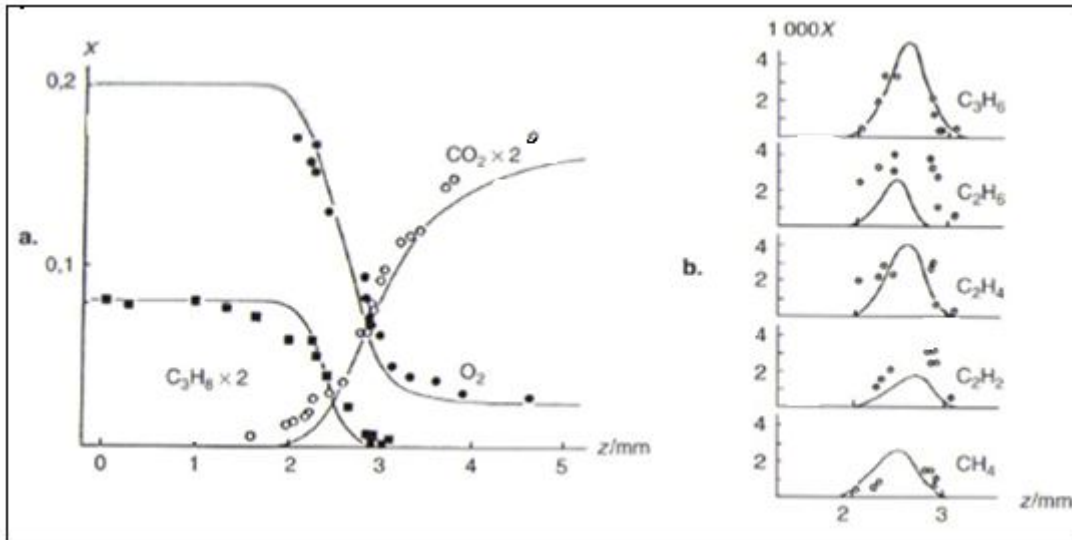 a.
x
0,2
0,1
CO₂ × 2
C₃H₈ × 2
O₂
0 1 2 3 4 5
z/mm
b.
1 000X
4
2
C₃H₆
4
2
C₂H₆
4
2
C₂H₄
4
2
C₂H₂
4
2
CH₄
2 3
z/mm